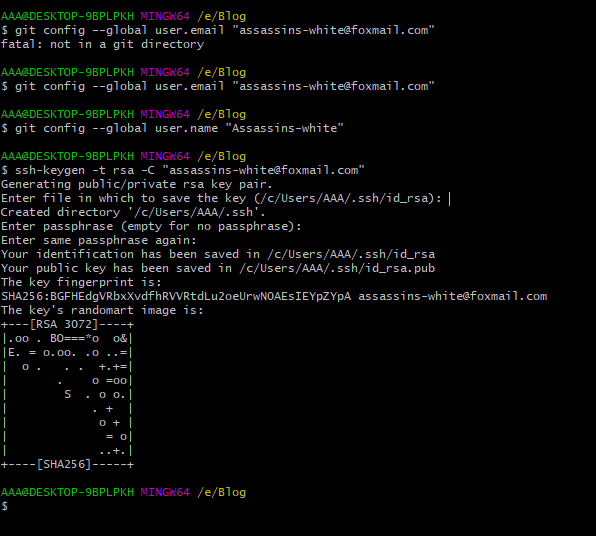 AAA@DESKTOP-9BPLPKH MINGW64 /e/Blog
$ git config --global user.email "assassins-white@foxmail.com"
fatal: not in a git directory
AAA@DESKTOP-9BPLPKH MINGW64 /e/Blog
$ git config --global user.email "assassins-white@foxmail.com"
AAA@DESKTOP-9BPLPKH MINGW64 /e/Blog
$ git config --global user.name "Assassins-white"
AAA@DESKTOP-9BPLPKH MINGW64 /e/Blog
$ ssh-keygen -t rsa -C "assassins-white@foxmail.com"
Generating public/private rsa key pair.
Enter file in which to save the key (/c/Users/AAA/.ssh/id_rsa):
Created directory '/c/Users/AAA/.ssh'.
Enter passphrase (empty for no passphrase):
Enter same passphrase again:
Your identification has been saved in /c/Users/AAA/.ssh/id_rsa
Your public key has been saved in /c/Users/AAA/.ssh/id_rsa.pub
The key fingerprint is:
SHA256:BGFHEdgVRbxXvdfhRVVRtdLu2oeUrwNOAEsIEYpZYpA assassins-white@foxmail.com
The key's randomart image is:
+---[RSA 3072]----+
|.oo . BO===*o  o&|
|E. = o.oo. .o ..=|
|  o .   . .  +.+=|
|       .    o =oo|
|        S  . o o.|
|            . +  |
|             o + |
|              = o|
|             ..+.|
+----[SHA256]-----+
AAA@DESKTOP-9BPLPKH MINGW64 /e/Blog
$